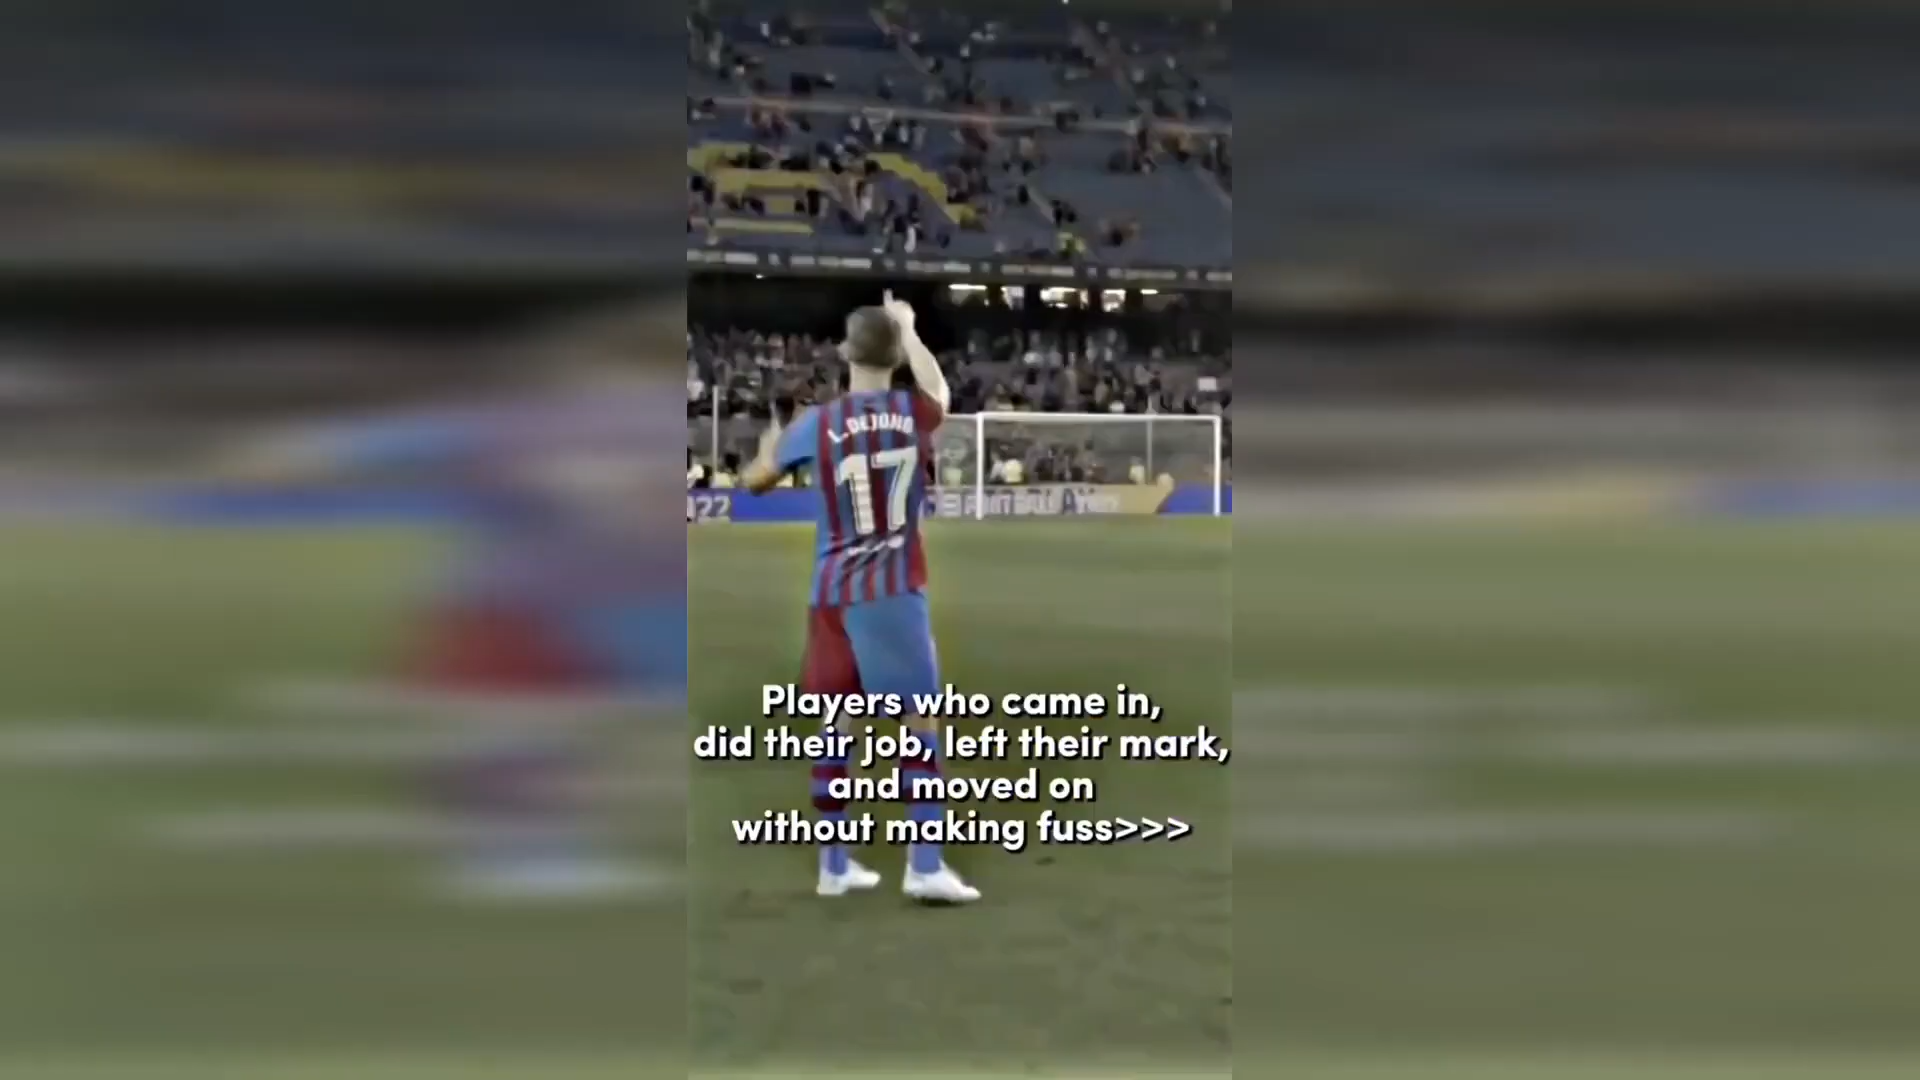 L.DE JONG
17
Players who came in,
did their job, left their mark,
and moved on
without making fuss>>>